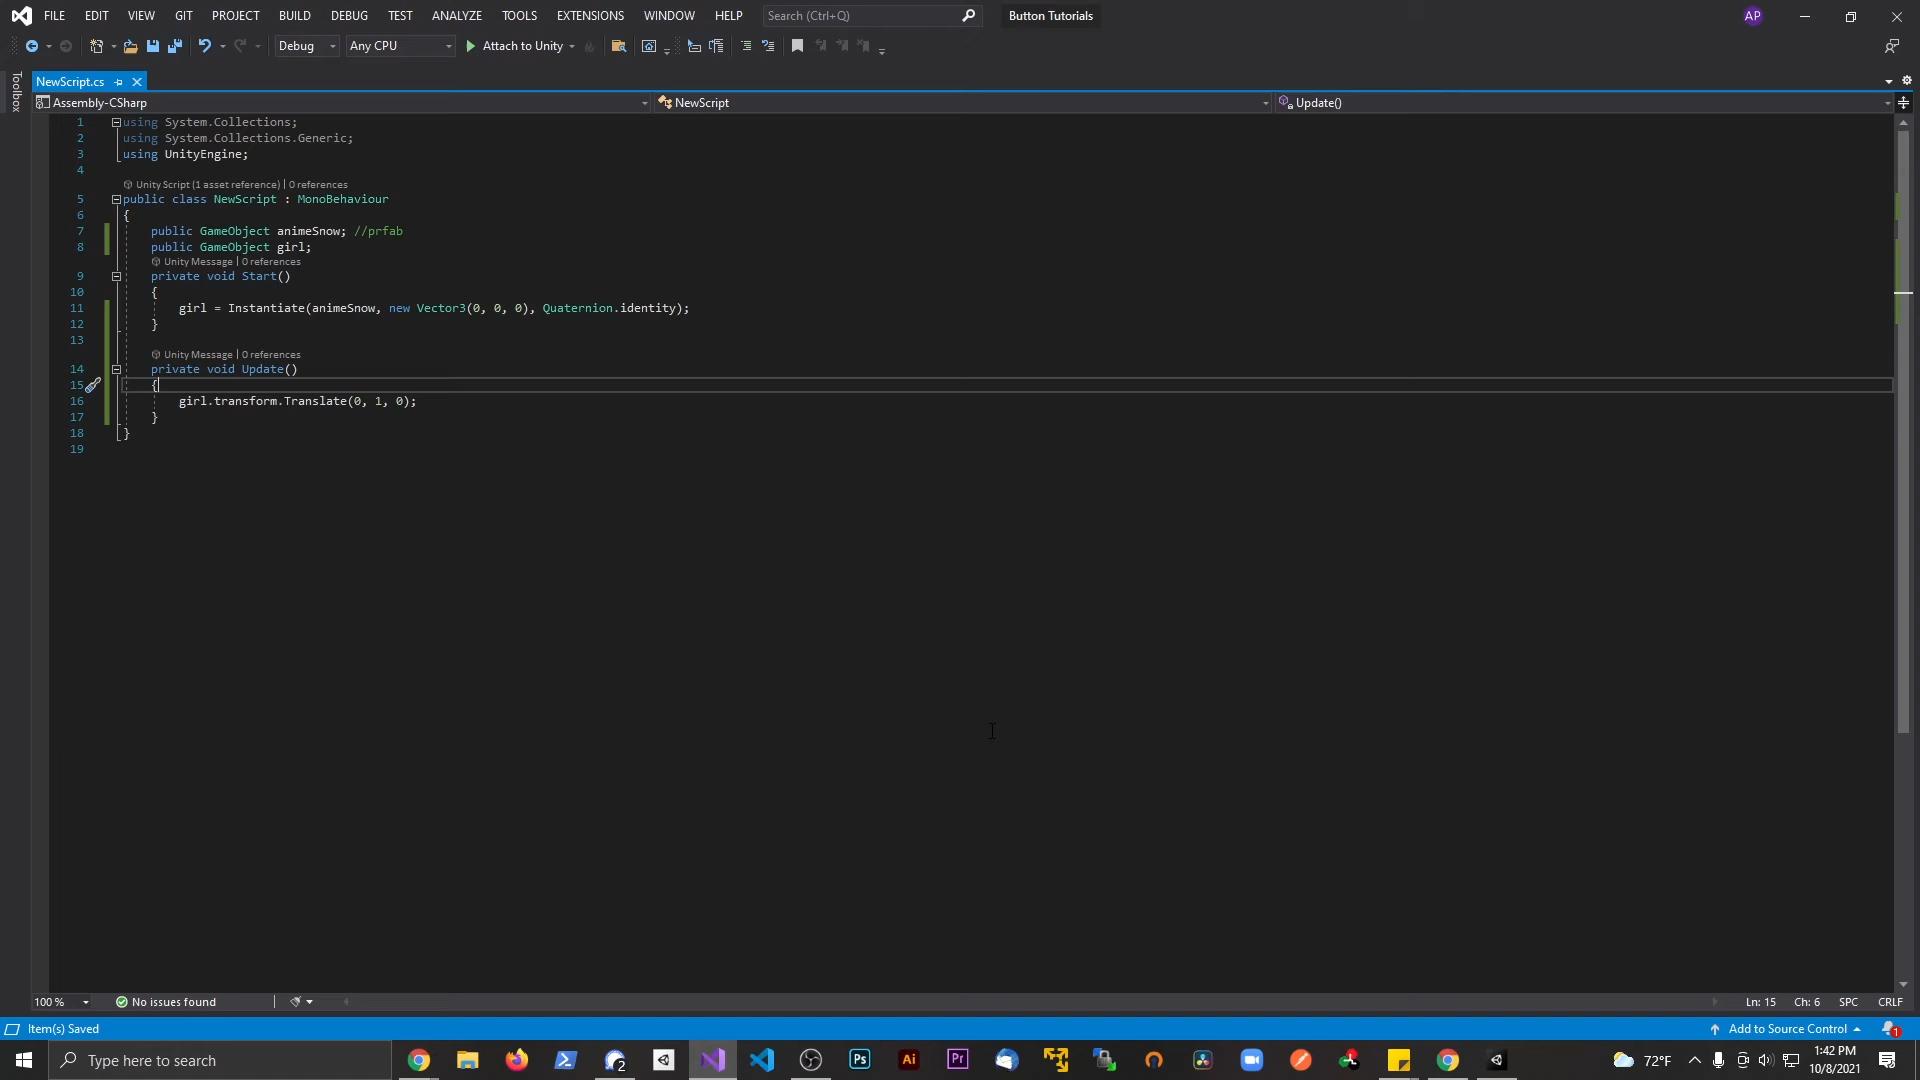 FILE EDIT VIEW GIT PROJECT BUILD DEBUG TEST ANALYZE TOOLS EXTENSIONS WINDOW HELP Search (Ctrl+Q) Button Tutorials AP
Debug Any CPU Attach to Unity
Toolbox
NewScript.cs
Assembly-CSharp NewScript Update()
1 using System.Collections;
2 using System.Collections.Generic;
3 using UnityEngine;
4
Unity Script (1 asset reference) | 0 references
5 public class NewScript : MonoBehaviour
6 {
7 public GameObject animeSnow; //prfab
8 public GameObject girl;
Unity Message | 0 references
9 private void Start()
10 {
11 girl = Instantiate(animeSnow, new Vector3(0, 0, 0), Quaternion.identity);
12 }
13
Unity Message | 0 references
14 private void Update()
15 {
16 girl.transform.Translate(0, 1, 0);
17 }
18 }
19
100 % No issues found Ln: 15 Ch: 6 SPC CRLF
Item(s) Saved Add to Source Control 1
Type here to search 2 Ps Ai Pr 72°F 1:42 PM
10/8/2021